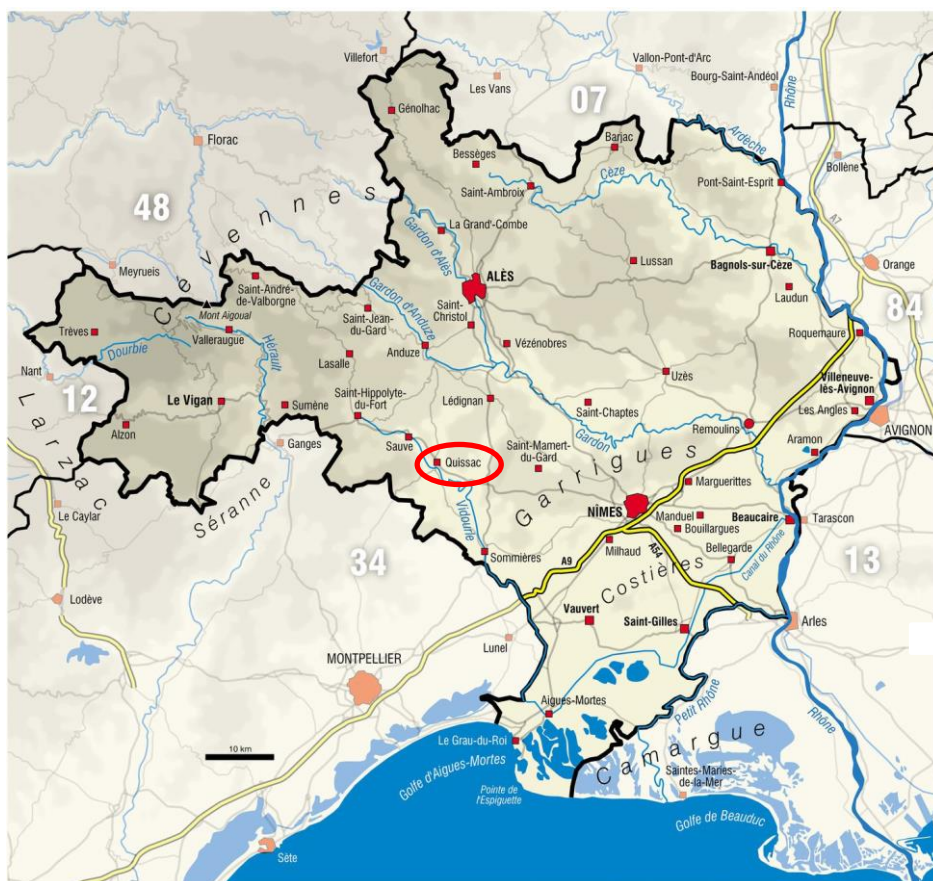 Villefort
Vallon-Pont-d'Arc
Les Vans
Bourg-Saint-Andéol
Rhône
07
Génolhac
Florac
Ardèche
Barjac
Bollène
Bessèges
Saint-Ambroix
Cèze
Pont-Saint-Esprit
48
Cévennes
La Grand'-Combe
Gardon d'Alès
A7
Lussan
Bagnols-sur-Cèze
Orange
Meyrueis
Saint-André-
de-Valborgne
ALÈS
Laudun
84
Mont Aigoual
Gardon d'Anduze
Saint-Jean-
du-Gard
Saint-
Christol
Roquemaure
Trèves
Valleraugue
Hérault
Anduze
Vézénobres
Dourbie
Lasalle
Nant
Uzès
Villeneuve-
lès-Avignon
12
Le Vigan
Sumène
Saint-Hippolyte-
du-Fort
Lédignan
Saint-Chaptes
Les Angles
AVIGNON
Larzac
Alzon
Ganges
Sauve
Gardon
Remoulins
Quissac
Saint-Mamert-
du-Gard
Aramon
Garrigues
Marguerittes
Séranne
Le Caylar
Vidourle
NÎMES
Manduel
Bouillargues
Beaucaire
Tarascon
34
Sommières
A9
Milhaud
A54
Bellegarde
Canal du Rhône
13
Costières
Lodève
Vauvert
Saint-Gilles
Arles
Lunel
MONTPELLIER
Aigues-Mortes
Petit Rhône
Rhône
10 km
Le Grau-du-Roi
Golfe d'Aigues-Mortes
Camargue
Pointe de
l'Espiguette
Saintes-Maries-
de-la-Mer
Golfe de Beauduc
Sète